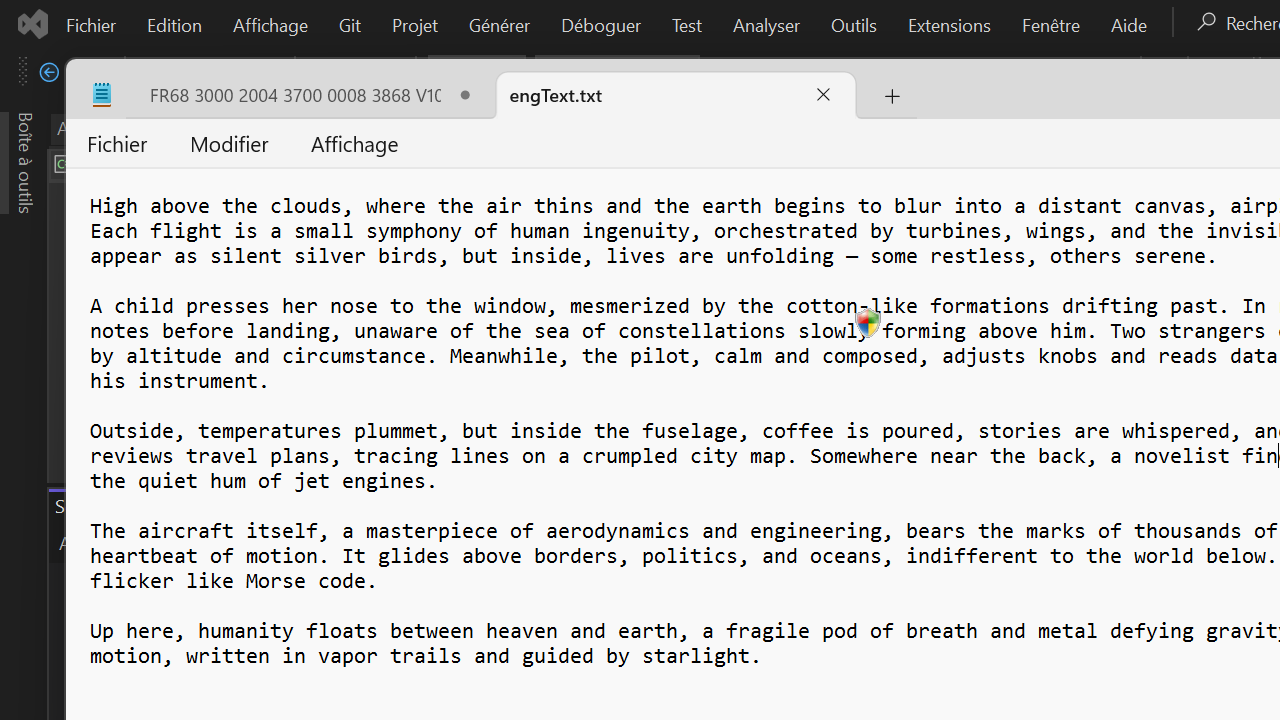 Fichier Edition Affichage Git Projet Générer Déboguer Test Analyser Outils Extensions Fenêtre Aide
FR68 3000 2004 3700 0008 3868 engText.txt
Boîte à outils
Fichier Modifier Affichage
High above the clouds, where the air thins and the earth begins to blur into a distant canvas,
Each flight is a small symphony of human ingenuity, orchestrated by turbines, wings, and the
appear as silent silver birds, but inside, lives are unfolding — some restless, others serene.
A child presses her nose to the window, mesmerized by the cotton-like formations drifting past. In
notes before landing, unaware of the sea of constellations slowly forming above him. Two strangers
by altitude and circumstance. Meanwhile, the pilot, calm and composed, adjusts knobs and reads data
his instrument.
Outside, temperatures plummet, but inside the fuselage, coffee is poured, stories are whispered,
reviews travel plans, tracing lines on a crumpled city map. Somewhere near the back, a novelist
the quiet hum of jet engines.
The aircraft itself, a masterpiece of aerodynamics and engineering, bears the marks of thousands of
heartbeat of motion. It glides above borders, politics, and oceans, indifferent to the world below.
flicker like Morse code.
Up here, humanity floats between heaven and earth, a fragile pod of breath and metal defying
motion, written in vapor trails and guided by starlight.